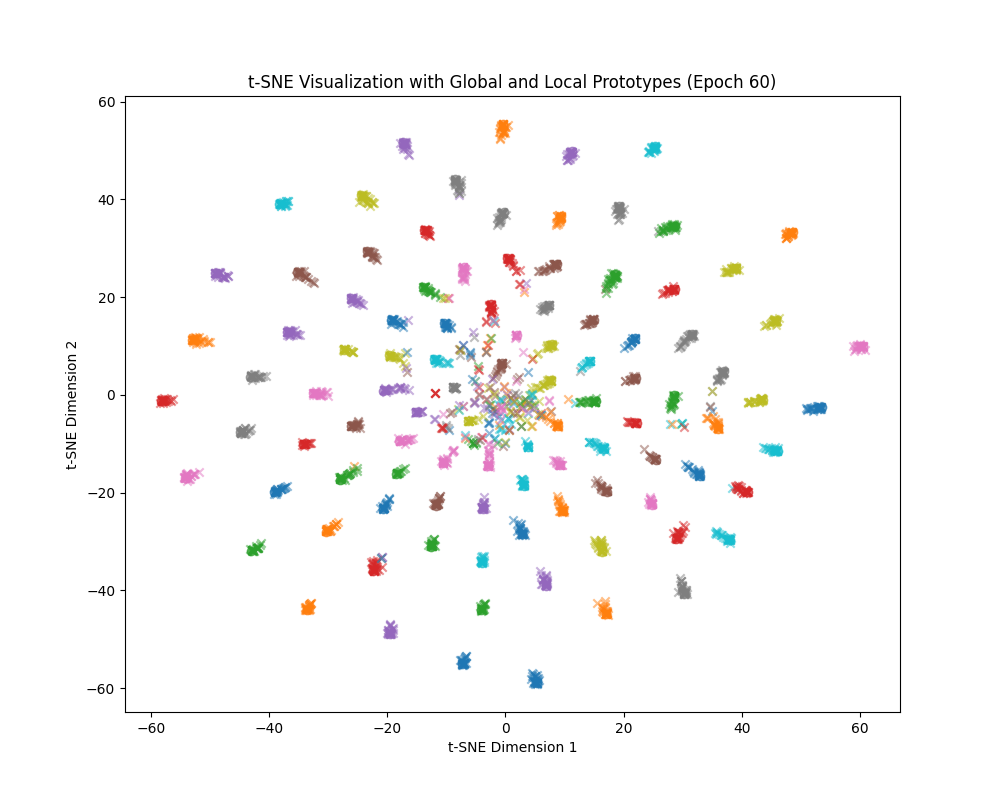 t-SNE Visualization with Global and Local Prototypes (Epoch 60)
60
40
20
0
−20
−40
−60
t-SNE Dimension 2
−60 −40 −20 0 20 40 60
t-SNE Dimension 1